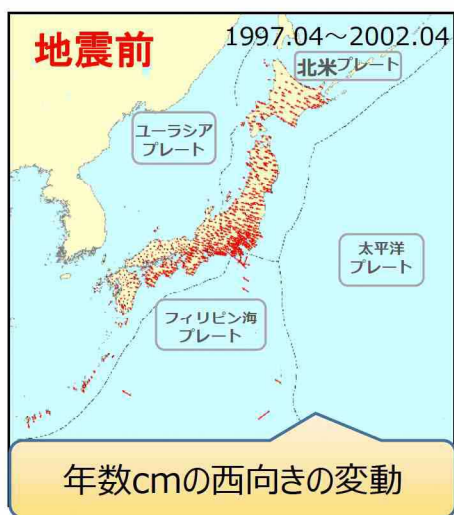 地震前
1997.04～2002.04
北米プレート
ユーラシア
プレート
太平洋
プレート
フィリピン海
プレート
年数cmの西向きの変動